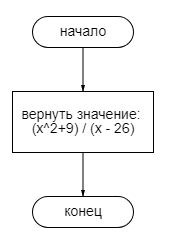 начало
вернуть значение:
(x^2+9) / (x - 26)
конец